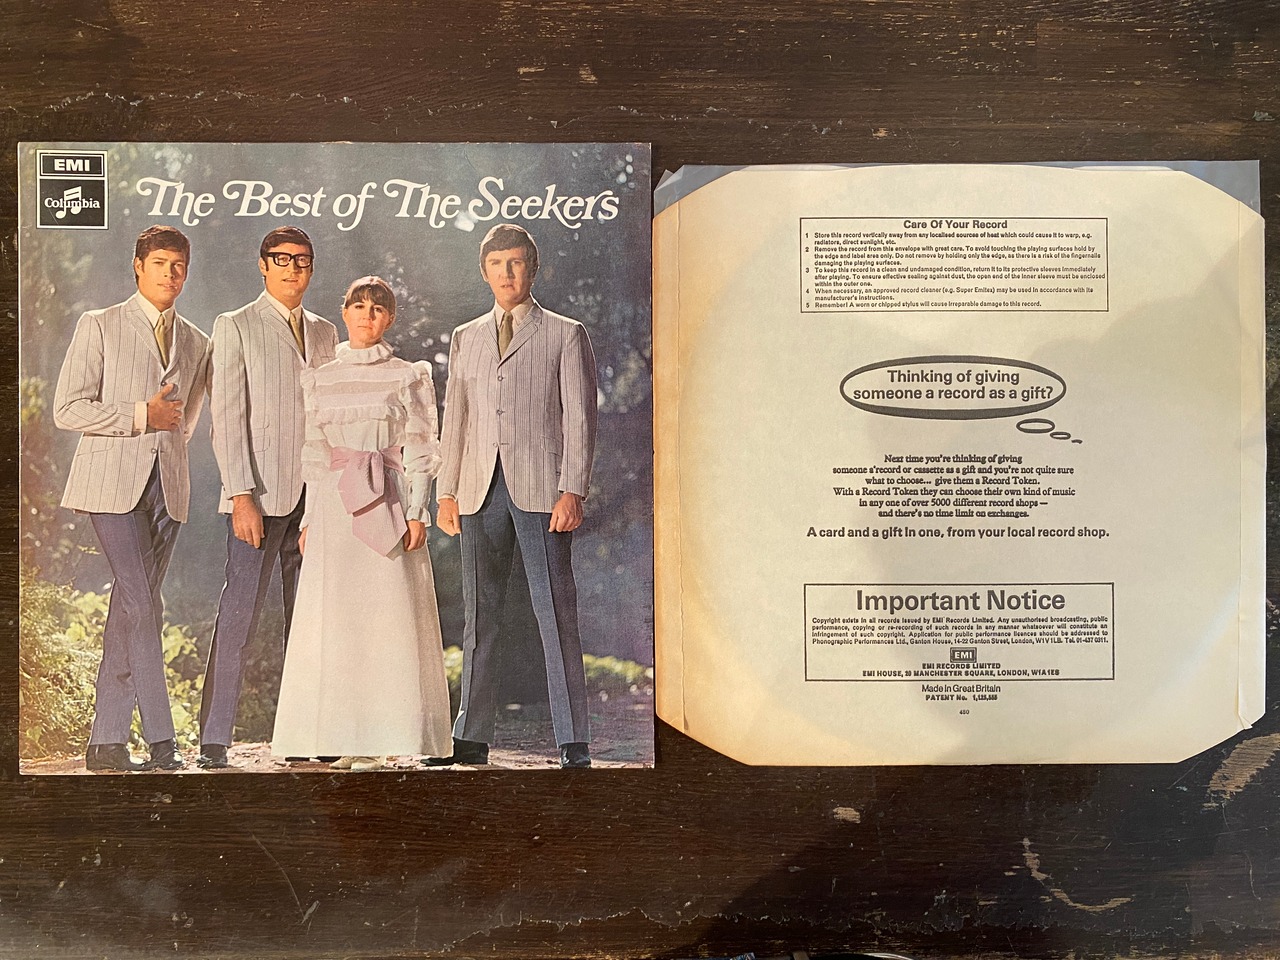 EMI
Columbia
The Best of The Seekers
Care Of Your Record
1 Store this record vertically away from any localised sources of heat which could cause it to warp, e.g.
radiators, direct sunlight, etc.
2 Remove the record from this envelope with great care. To avoid touching the playing surfaces hold by
the edge and label area only. Do not remove by holding only the edge, as there is a risk of the fingernails
damaging the playing surfaces.
3 To keep this record in a clean and undamaged condition, return it to its protective sleeves immediately
after playing. To ensure effective sealing against dust, the open end of the inner sleeve must be enclosed
within the outer one.
4 When necessary, an approved record cleaner (e.g. Super Emitex) may be used in accordance with its
manufacturer's instructions.
5 Remember! A worn or chipped stylus will cause irreparable damage to this record.
Thinking of giving
someone a record as a gift?
Next time you're thinking of giving
someone a record or cassette as a gift and you're not quite sure
what to choose... give them a Record Token.
With a Record Token they can choose their own kind of music
in any one of over 5000 different record shops —
and there's no time limit on exchanges.
A card and a gift in one, from your local record shop.
Important Notice
Copyright exists in all records issued by EMI Records Limited. Any unauthorised broadcasting, public
performance, copying or re-recording of such records in any manner whatsoever will constitute an
infringement of such copyright. Application for public performance licences should be addressed to
Phonographic Performances Ltd., Ganton House, 14-22 Ganton Street, London, W1V 1LB. Tel. 01-437 0311.
EMI
EMI RECORDS LIMITED
EMI HOUSE, 20 MANCHESTER SQUARE, LONDON, W1A 1ES
Made in Great Britain
PATENT No. 1,125,555